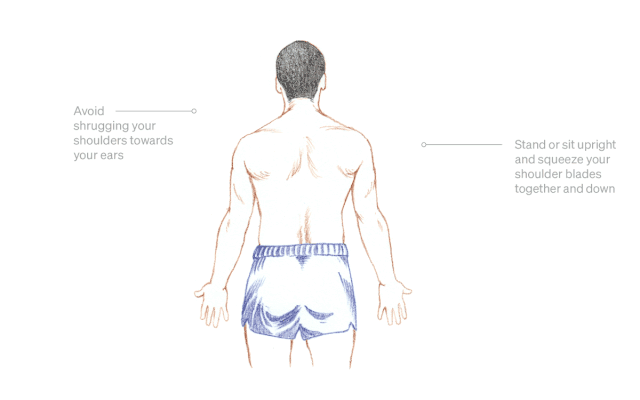 Avoid
shrugging your
shoulders towards
your ears
Stand or sit upright
and squeeze your
shoulder blades
together and down